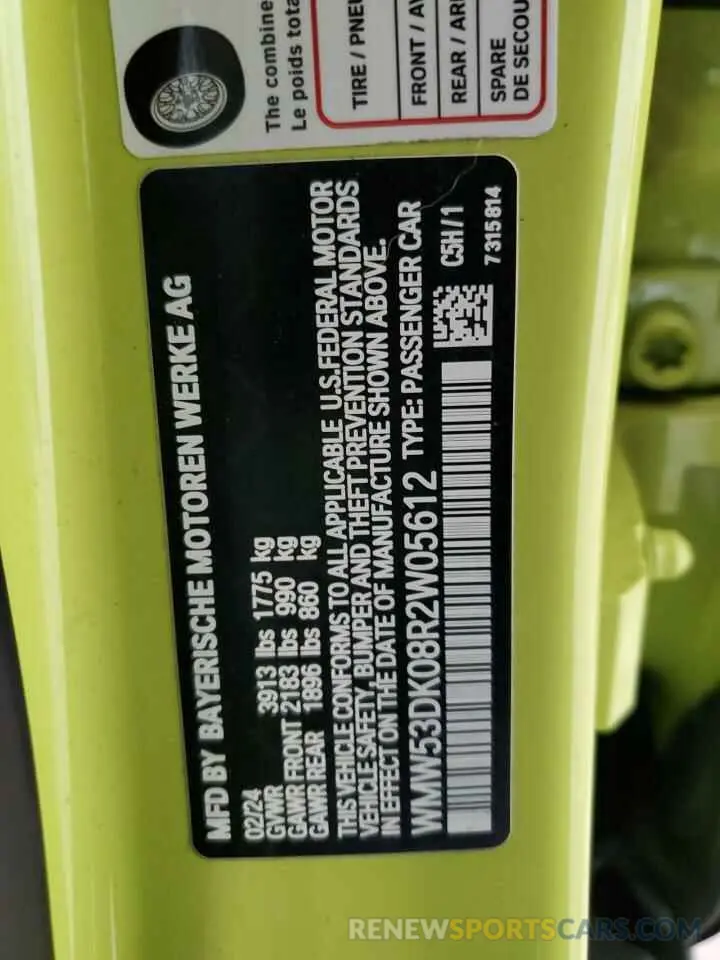 The combine
Le poids tota
TIRE / PNEU
FRONT / AV
REAR / ARR
SPARE
DE SECOU
MFD BY BAYERISCHE MOTOREN WERKE AG
02/24
GVWR 3913 lbs 1775 kg
GAWR FRONT 2183 lbs 990 kg
GAWR REAR 1896 lbs 860 kg
THIS VEHICLE CONFORMS TO ALL APPLICABLE U.S.FEDERAL MOTOR
VEHICLE SAFETY, BUMPER AND THEFT PREVENTION STANDARDS
IN EFFECT ON THE DATE OF MANUFACTURE SHOWN ABOVE.
WMW53DK08R2W05612 TYPE: PASSENGER CAR
C5H/1
7315814
RENEWSPORTSCARS.COM